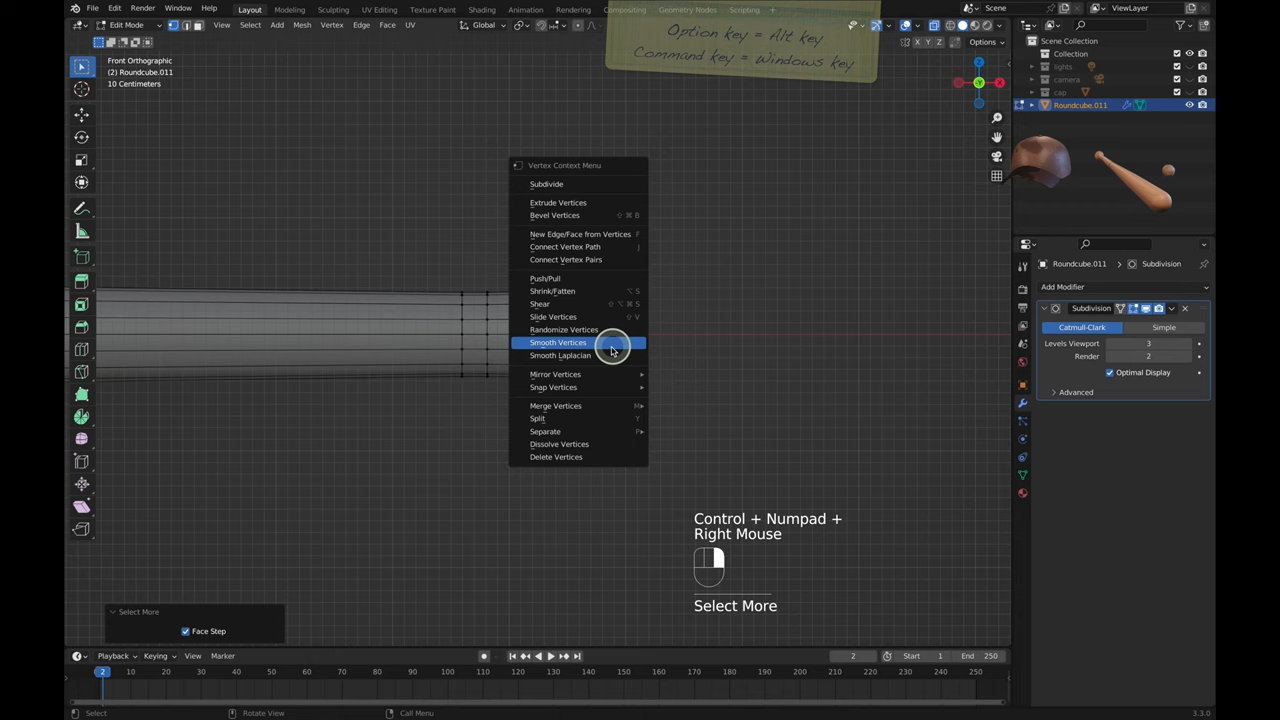 File Edit Render Window Help Layout Modeling Sculpting UV Editing Texture Paint Shading Animation Rendering Compositing Geometry Nodes Scripting + Scene ViewLayer
Edit Mode View Select Add Mesh Vertex Edge Face UV Global
X Y Z Options
Option key = Alt key
Command key = Windows key
Front Orthographic
(2) Roundcube.011
10 Centimeters
Z
X
Y
Scene Collection
Collection
lights
camera
cap
Roundcube.011
Vertex Context Menu
Subdivide
Extrude Vertices
Bevel Vertices ⇧ ⌘ B
New Edge/Face from Vertices F
Connect Vertex Path J
Connect Vertex Pairs
Push/Pull
Shrink/Fatten ⌥ S
Shear ⇧ ⌥ ⌘ S
Slide Vertices ⇧ V
Randomize Vertices
Smooth Vertices
Smooth Laplacian
Mirror Vertices
Snap Vertices
Merge Vertices M
Split Y
Separate P
Dissolve Vertices
Delete Vertices
Roundcube.011 > Subdivision
Add Modifier
Subdivision
Catmull-Clark Simple
Levels Viewport 3
Render 2
Optimal Display
Advanced
Control + Numpad +
Right Mouse
Select More
Select More
Face Step
Playback Keying View Marker 2 Start 1 End 250
2 10 20 30 40 50 60 70 80 90 100 110 120 130 140 150 160 170 180 190 200 210 220 230 240 250
Select Rotate View Call Menu 3.3.0